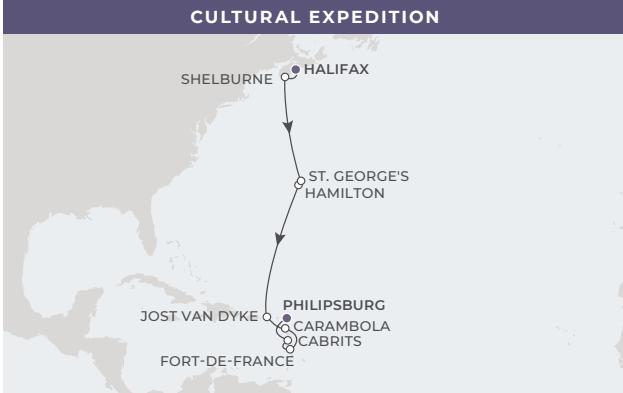 CULTURAL EXPEDITION
HALIFAX
SHELBURNE
ST. GEORGE'S
HAMILTON
PHILIPSBURG
JOST VAN DYKE
CARAMBOLA
CABRITS
FORT-DE-FRANCE